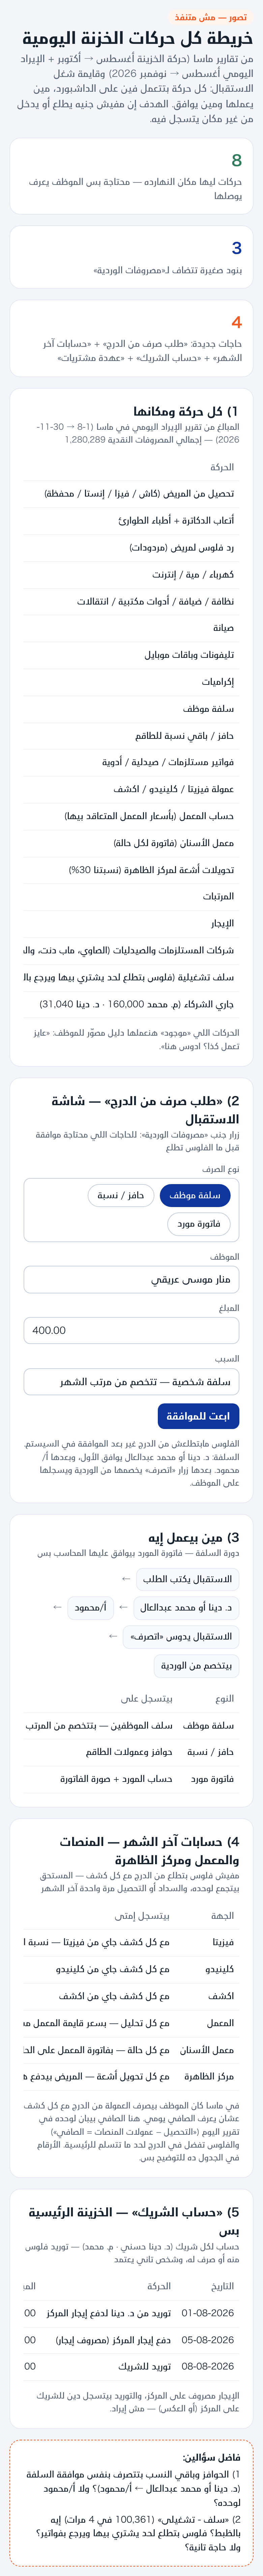 تصور — مش متنفذ
خريطة كل حركات الخزنة اليومية
من تقارير ماسا (حركة الخزينة أغسطس → أكتوبر + الإيراد
اليومي أغسطس → نوفمبر 2026) وقايمة شغل
الاستقبال: كل حركة بتتعمل فين على الداشبورد، مين
يعملها ومين يوافق. الهدف إن مفيش جنيه يطلع أو يدخل
من غير مكان يتسجل فيه.
8
حركات ليها مكان النهارده — محتاجة بس الموظف يعرف
يوصلها
3
بنود صغيرة تتضاف لـ«مصروفات الوردية»
4
حاجات جديدة: «طلب صرف من الدرج» + «حسابات آخر
الشهر» + «حساب الشريك» + «عهدة مشتريات»
1) كل حركة ومكانها
المبالغ من تقرير الإيراد اليومي في ماسا (1-8 → 30-11-
2026) — إجمالي المصروفات النقدية 1,280,289
الحركة
تحصيل من المريض (كاش / فيزا / إنستا / محفظة)
أتعاب الدكاترة + أطباء الطوارئ
رد فلوس لمريض (مردودات)
كهرباء / مية / إنترنت
نظافة / ضيافة / أدوات مكتبية / انتقالات
صيانة
تليفونات وباقات موبايل
إكراميات
سلفة موظف
حافز / باقي نسبة للطاقم
فواتير مستلزمات / صيدلية / أدوية
عمولة فيزيتا / كلينيدو / اكشف
حساب المعمل (بأسعار المعمل المتعاقد بيها)
معمل الأسنان (فاتورة لكل حالة)
تحويلات أشعة لمركز الظاهرة (نسبتنا 30%)
المرتبات
الإيجار
شركات المستلزمات والصيدليات (الصاوي، ماب دنت، وال
سلف تشغيلية (فلوس بتطلع لحد يشتري بيها ويرجع با
جاري الشركاء (م. محمد 160,000 · د. دينا 31,040)
الحركات اللي «موجود» هنعملها دليل مصوّر للموظف: «عايز
تعمل كذا؟ ادوس هنا».
2) «طلب صرف من الدرج» — شاشة
الاستقبال
زرار جنب «مصروفات الوردية»: للحاجات اللي محتاجة موافقة
قبل ما الفلوس تطلع
نوع الصرف
سلفة موظف
حافز / نسبة
فاتورة مورد
الموظف
منار موسى عريقي
المبلغ
400.00
السبب
سلفة شخصية — تتخصم من مرتب الشهر
ابعت للموافقة
الفلوس مابتطلعش من الدرج غير بعد الموافقة في السيستم.
السلفة: د. دينا أو محمد عبدالعال يوافق الأول، وبعدها أ/
محمود. بعدها زرار «اتصرف» يخصمها من الوردية ويسجلها
على الموظف.
3) مين بيعمل إيه
دورة السلفة — فاتورة المورد بيوافق عليها المحاسب بس
الاستقبال يكتب الطلب ←
د. دينا أو محمد عبدالعال ← أ/محمود ←
الاستقبال يدوس «اتصرف» ←
بيتخصم من الوردية
النوع بيتسجل على
سلفة موظف سلف الموظفين — بتتخصم من المرتب
حافز / نسبة حوافز وعمولات الطاقم
فاتورة مورد حساب المورد + صورة الفاتورة
4) حسابات آخر الشهر — المنصات
والمعمل ومركز الظاهرة
مفيش فلوس بتطلع من الدرج مع كل كشف — المستحق
بيتجمع لوحده، والسداد أو التحصيل مرة واحدة آخر الشهر
الجهة بيتسجل إمتى
فيزيتا مع كل كشف جاي من فيزيتا — نسبة ا
كلينيدو مع كل كشف جاي من كلينيدو
اكشف مع كل كشف جاي من اكشف
المعمل مع كل تحليل — بسعر قايمة المعمل
معمل الأسنان مع كل حالة — بفاتورة المعمل على
مركز الظاهرة مع كل تحويل أشعة — المريض بيدفع
في ماسا كان الموظف بيصرف العمولة من الدرج مع كل كشف
عشان يعرف الصافي يومي. هنا الصافي بيبان لوحده في
تقرير اليوم («التحصيل − عمولات المنصات = الصافي»)
والفلوس تفضل في الدرج لحد ما تتسلم للرئيسية. الأرقام
في الجدول ده للتوضيح بس.
5) «حساب الشريك» — الخزينة الرئيسية
بس
حساب لكل شريك (د. دينا حسني · م. محمد) — توريد فلوس
منه أو صرف له، وشخص تاني يعتمد
التاريخ الحركة
01-08-2026 توريد من د. دينا لدفع إيجار المركز 00
05-08-2026 دفع إيجار المركز (مصروف إيجار) 00
08-08-2026 توريد للشريك 00
الإيجار مصروف على المركز، والتوريد بيتسجل دين للشريك
على المركز (أو العكس) — مش إيراد.
فاضل سؤالين:
1) الحوافز وباقي النسب بتتصرف بنفس موافقة السلفة
(د. دينا أو محمد عبدالعال ← أ/محمود)؟ ولا أ/محمود
لوحده؟
2) «سلف - تشغيلى» (100,361 في 4 مرات) إيه
بالظبط؟ فلوس بتطلع لحد يشتري بيها ويرجع بفواتير؟
ولا حاجة تانية؟